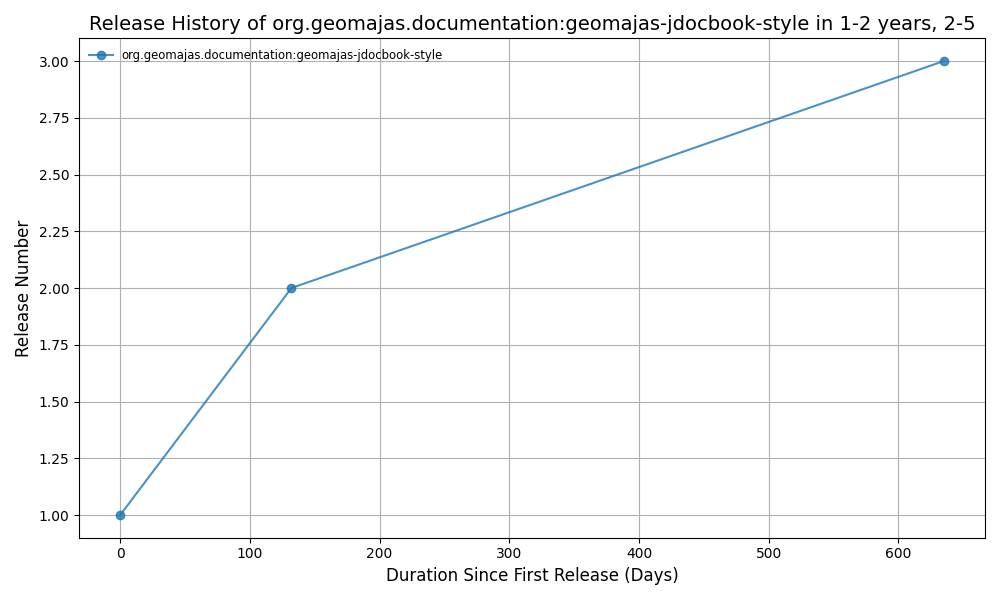 Release History of org.geomajas.documentation:geomajas-jdocbook-style in 1-2 years, 2-5
org.geomajas.documentation:geomajas-jdocbook-style
3.00
2.75
2.50
2.25
2.00
1.75
1.50
1.25
1.00
Release Number
0 100 200 300 400 500 600
Duration Since First Release (Days)